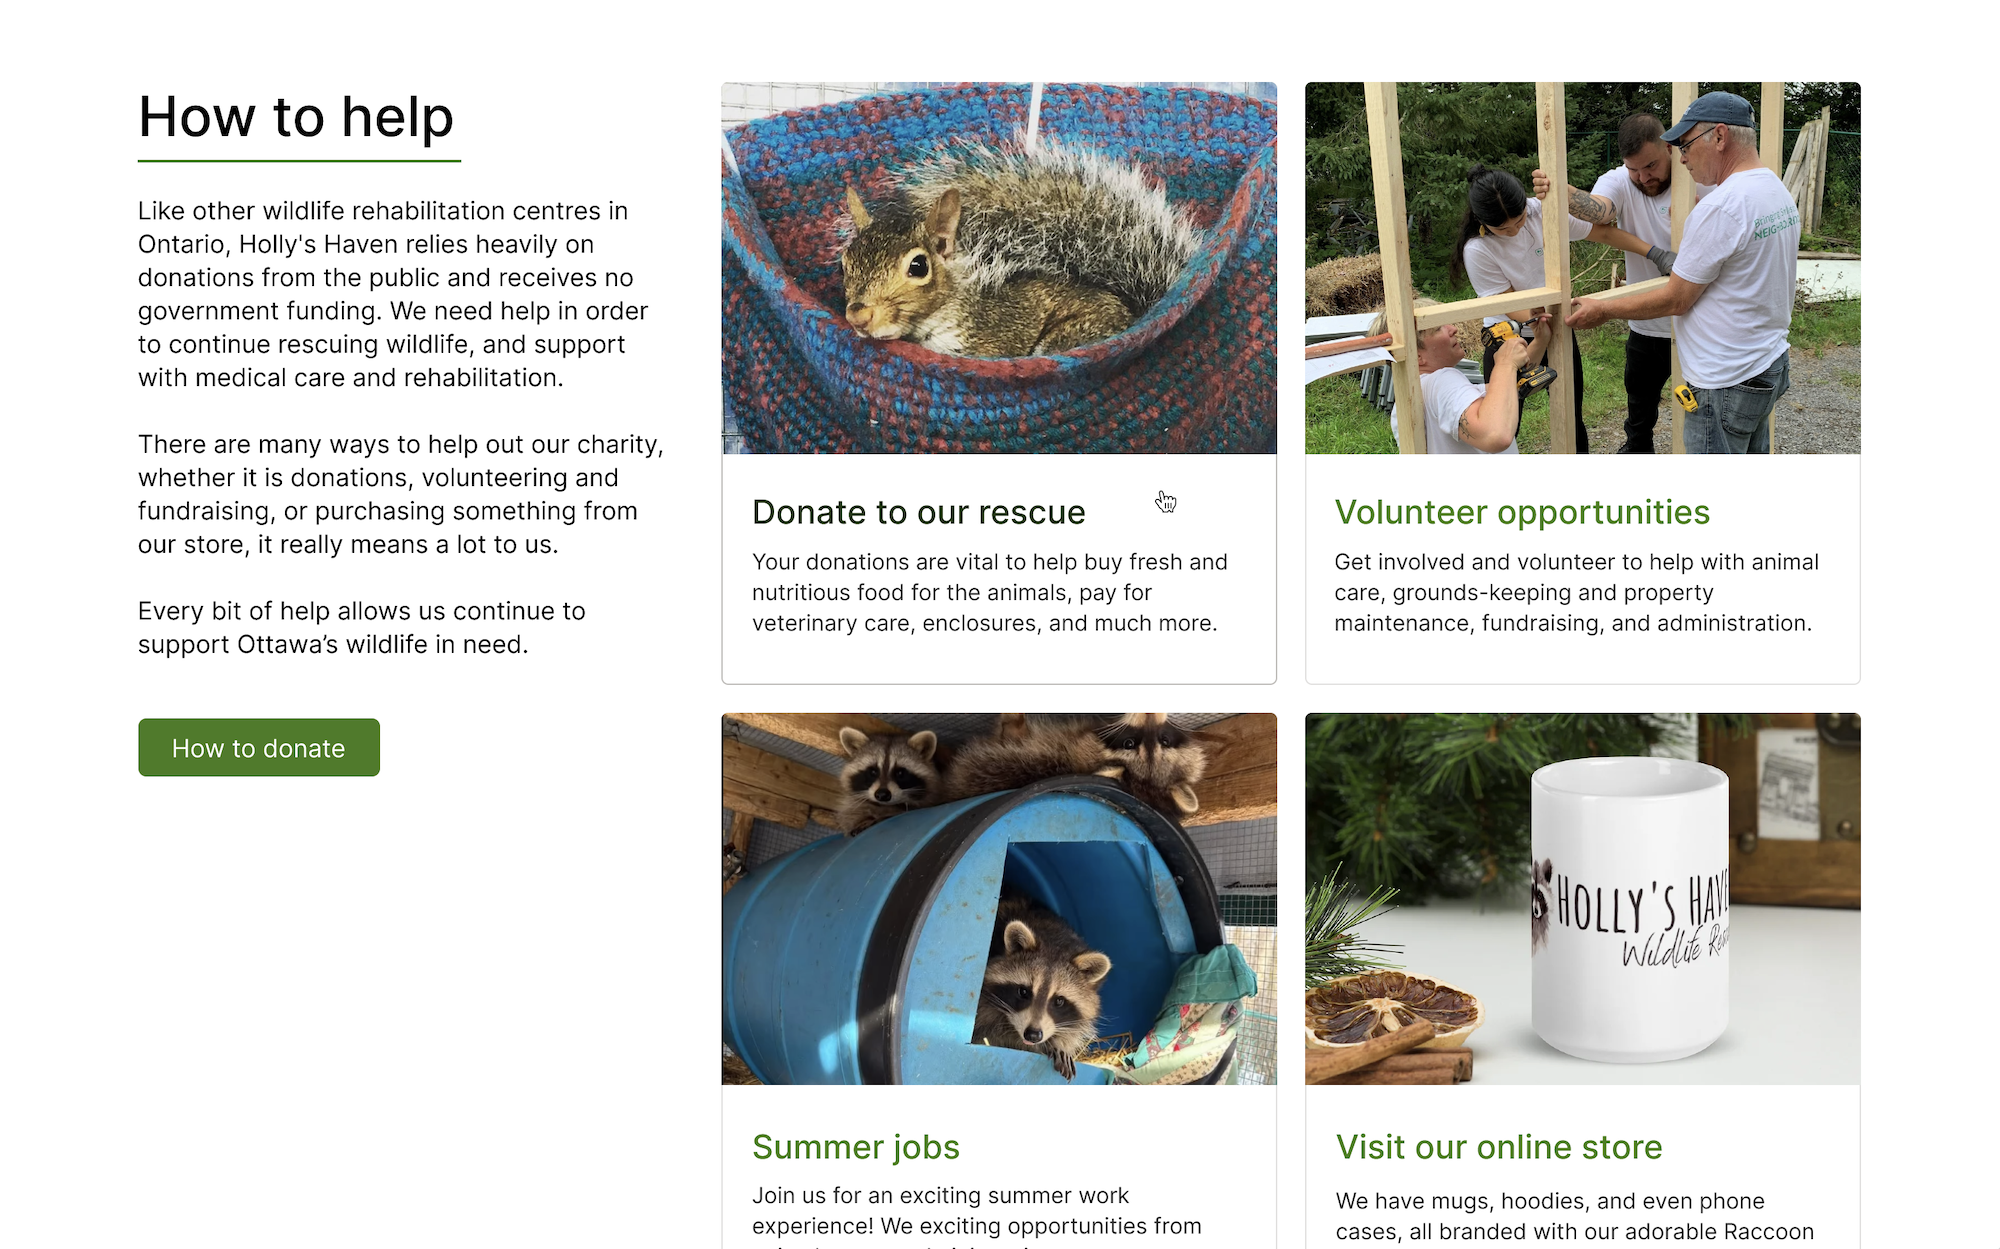 How to help
Like other wildlife rehabilitation centres in
Ontario, Holly's Haven relies heavily on
donations from the public and receives no
government funding. We need help in order
to continue rescuing wildlife, and support
with medical care and rehabilitation.
There are many ways to help out our charity,
whether it is donations, volunteering and
fundraising, or purchasing something from
our store, it really means a lot to us.
Every bit of help allows us continue to
support Ottawa’s wildlife in need.
How to donate
Donate to our rescue
Your donations are vital to help buy fresh and
nutritious food for the animals, pay for
veterinary care, enclosures, and much more.
Volunteer opportunities
Get involved and volunteer to help with animal
care, grounds-keeping and property
maintenance, fundraising, and administration.
HOLLY'S HAVE
Wildlife
Summer jobs
Join us for an exciting summer work
experience! We exciting opportunities from
Visit our online store
We have mugs, hoodies, and even phone
cases, all branded with our adorable Raccoon